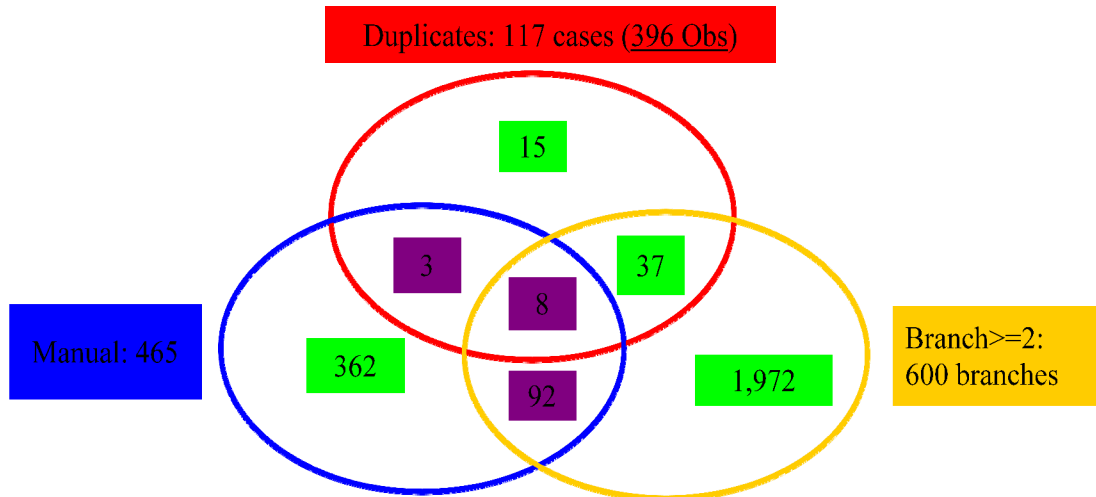 Duplicates: 117 cases (396 Obs)
15
3
37
8
Manual: 465
362
92
1,972
Branch>=2:
600 branches